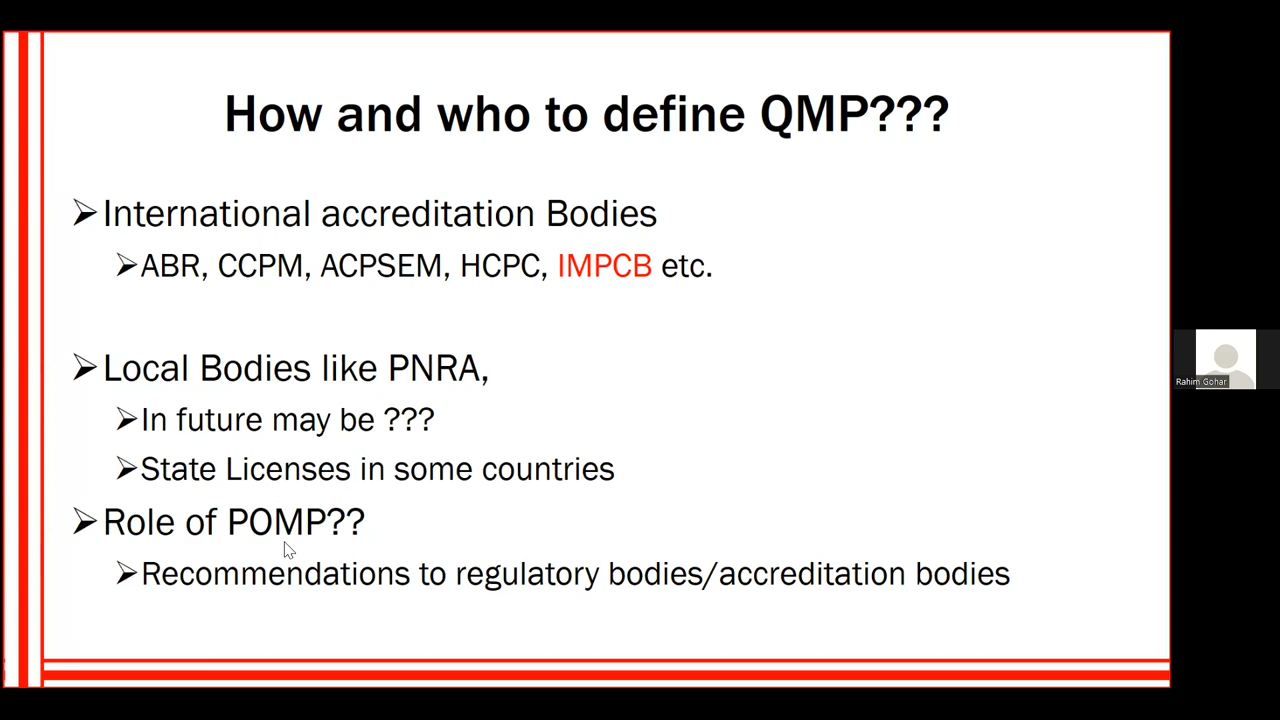 How and who to define QMP???
➢International accreditation Bodies
➢ABR, CCPM, ACPSEM, HCPC, IMPCB etc.
➢Local Bodies like PNRA,
➢In future may be ???
➢State Licenses in some countries
➢Role of POMP??
➢Recommendations to regulatory bodies/accreditation bodies
Rahim Gohar